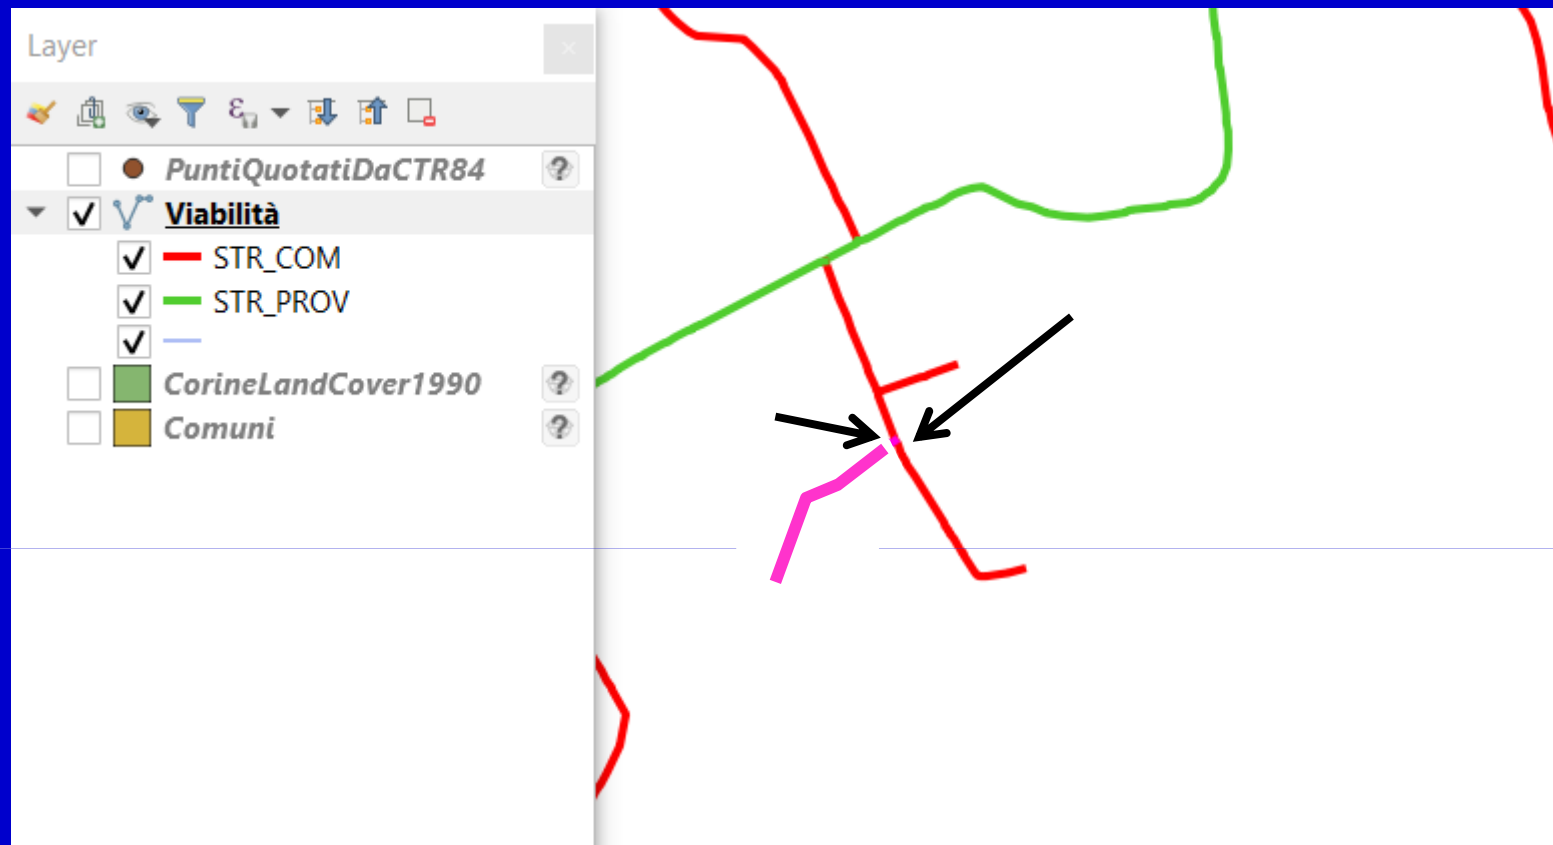 Layer
PuntiQuotatiDaCTR84
Viabilità
STR_COM
STR_PROV
CorineLandCover1990
Comuni